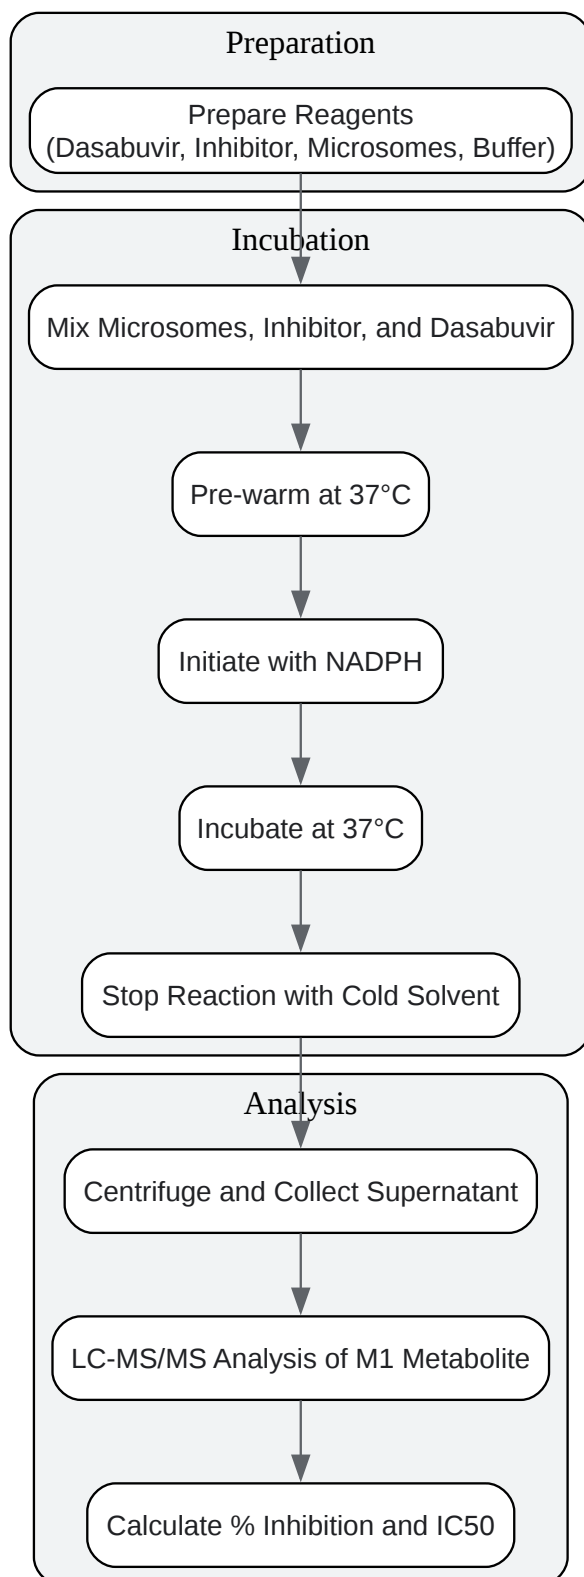 Preparation
Prepare Reagents
(Dasabuvir, Inhibitor, Microsomes, Buffer)
Incubation
Mix Microsomes, Inhibitor, and Dasabuvir
Pre-warm at 37°C
Initiate with NADPH
Incubate at 37°C
Stop Reaction with Cold Solvent
Analysis
Centrifuge and Collect Supernatant
LC-MS/MS Analysis of M1 Metabolite
Calculate % Inhibition and IC50